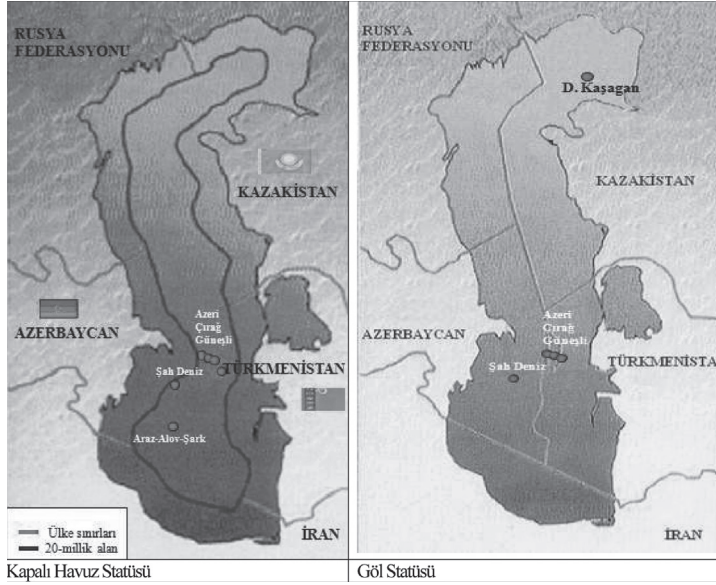 RUSYA
FEDERASYONU
KAZAKİSTAN
Azeri
Çırağ
Güneşli
AZERBAYCAN
TÜRKMENİSTAN
Şah Deniz
Araz-Alov-Şark
İRAN
Ülke sınırları
20-millik alan
Kapalı Havuz Statüsü
RUSYA
FEDERASYONU
D. Kaşagan
KAZAKİSTAN
Azeri
Çırağ
Güneşli
AZERBAYCAN
TÜRKMENİSTA
Şah Deniz
İRAN
Göl Statüsü